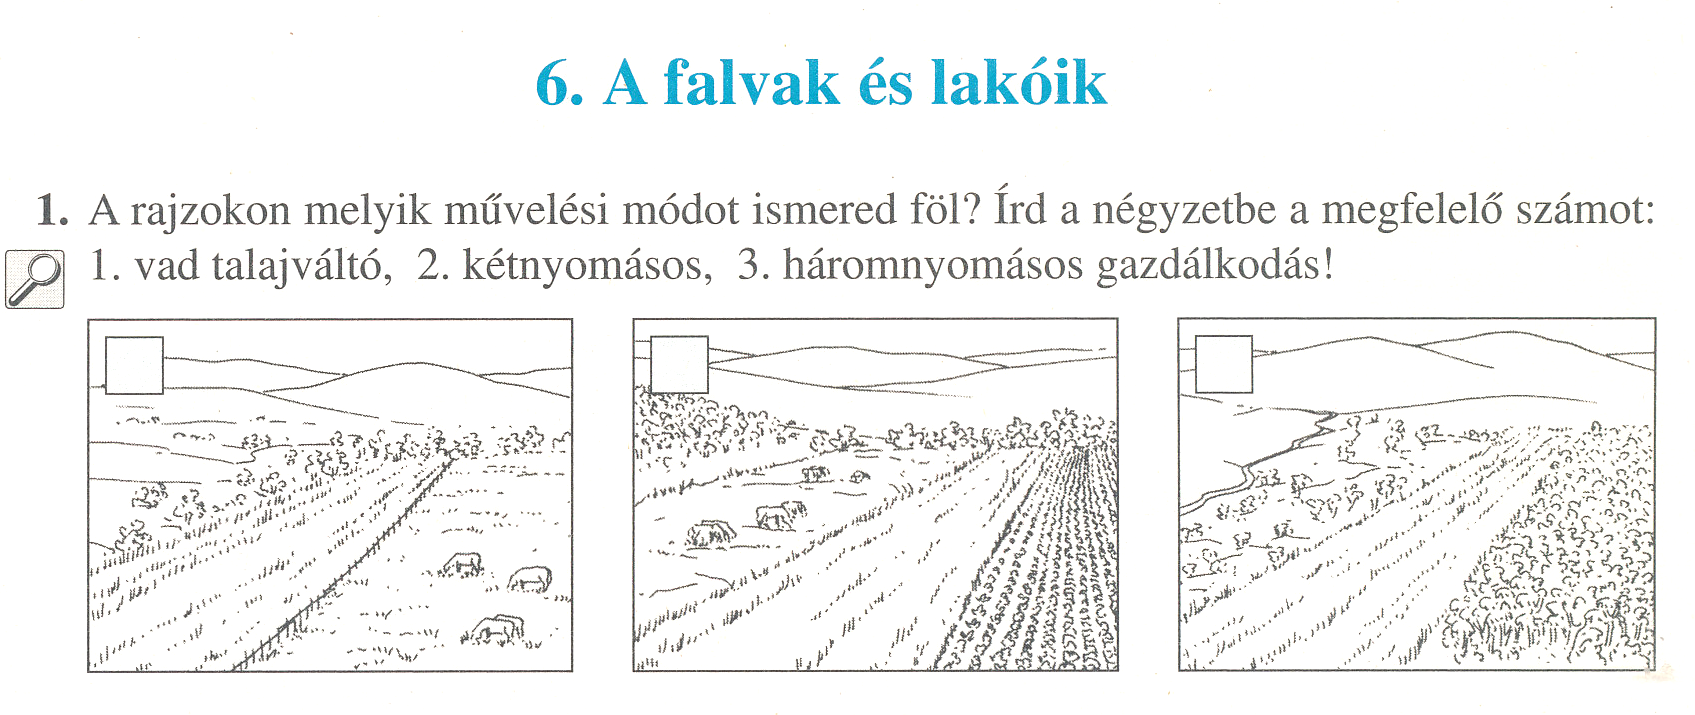 6. A falvak és lakóik
1. A rajzokon melyik művelési módot ismered föl? Írd a négyzetbe a megfelelő számot:
1. vad talajváltó, 2. kétnyomásos, 3. háromnyomásos gazdálkodás!